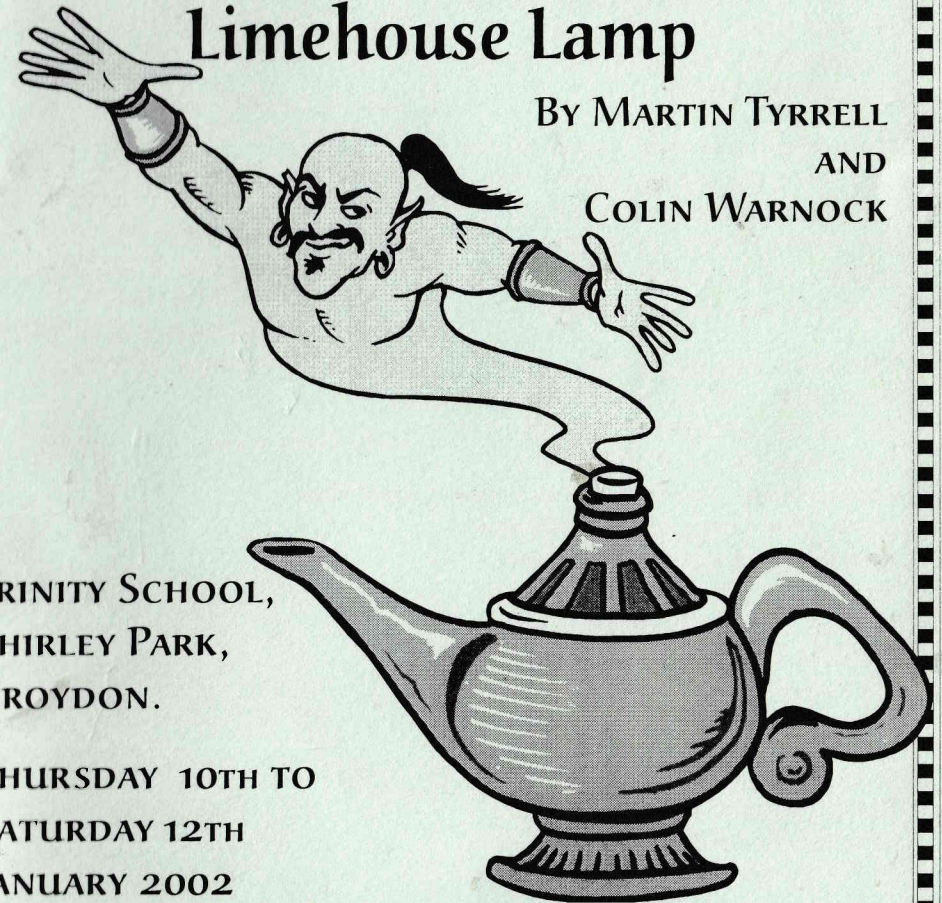 Limehouse Lamp
BY MARTIN TYRRELL
AND
COLIN WARNOCK
RINITY SCHOOL,
HIRLEY PARK,
ROYDON.
HURSDAY 10TH TO
ATURDAY 12TH
ANUARY 2002